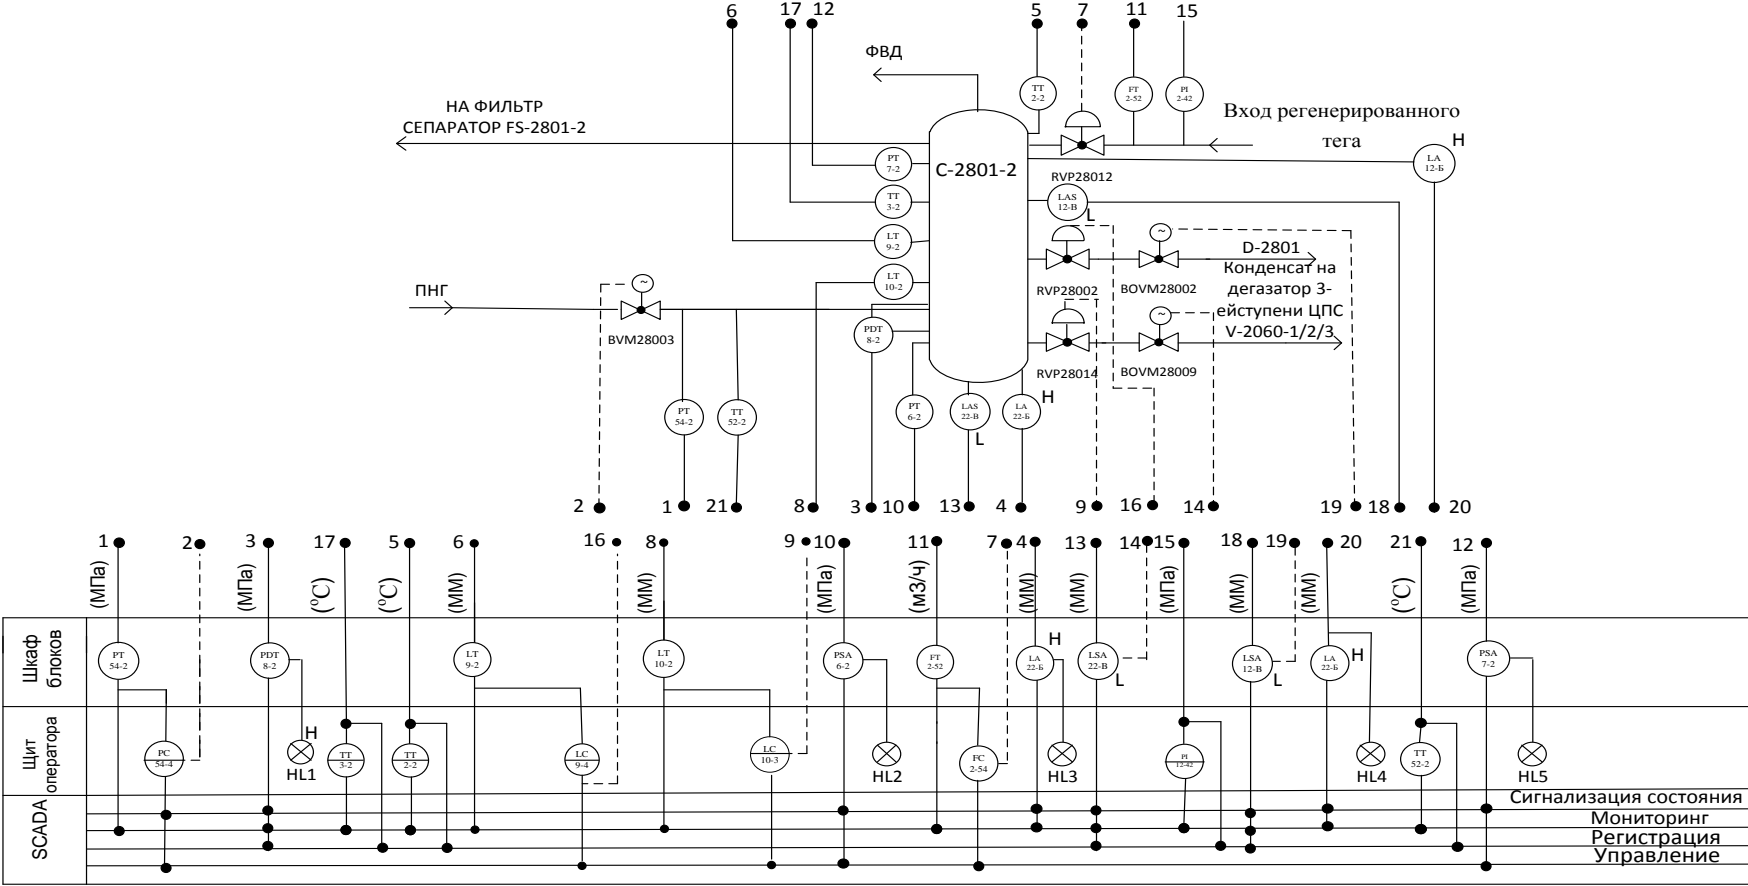 6 17 12 5 7 11 15
ФВД
НА ФИЛЬТР
СЕПАРАТОР FS-2801-2
TT
2-2
FT
2-52
PI
2-42
Вход регенерированного
тега
H
LA
12-Б
PT
7-2
C-2801-2
RVP28012
TT
3-2
LAS
12-В
L
LT
9-2
~
D-2801
Конденсат на
дегазатор 3-
ейступени ЦПС
V-2060-1/2/3
LT
10-2
ПНГ
~
BVM28003
RVP28002
BOVM28002
~
PDT
8-2
RVP28014
BOVM28009
PT
54-2
TT
52-2
PT
6-2
LAS
22-В
L
LA
22-Б
H
2 1 21 8 3 10 13 4 9 16 14 19 18 20
1 2 3 17 5 6 16 8 9 10 11 7 4 13 14 15 18 19 20 21 12
(МПа) (МПа) (⁰C) (⁰C) (ММ) (ММ) (МПа) (м3/ч) (ММ) (ММ) (МПа) (ММ) (ММ) (⁰C) (МПа)
Шкаф
блоков
PT
54-2
PDT
8-2
LT
9-2
LT
10-2
PSA
6-2
FT
2-52
LA
22-Б
H
LSA
22-В
L
LSA
12-В
L
LA
22-Б
H
PSA
7-2
Щит
оператора
PC
54-4
H
HL1
TT
3-2
TT
2-2
LC
9-4
LC
10-3
HL2
FC
2-54
HL3
PI
12-42
HL4
TT
52-2
HL5
SCADA
Сигнализация состояния
Мониторинг
Регистрация
Управление